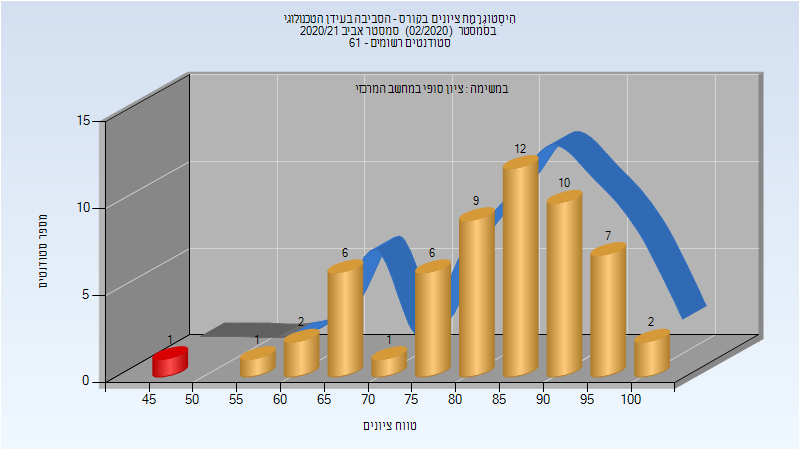 היסטוגרמת ציונים בקורס - הסביבה בעידן הטכנולוגי
בסמסטר (02/2020) סמסטר אביב 2020/21
סטודנטים רשומים - 61
במשימה : ציון סופי במחשב המרכזי
מספר סטודנטים
15
10
5
0
1
1
2
6
1
6
9
12
10
7
2
45 50 55 60 65 70 75 80 85 90 95 100
טווח ציונים